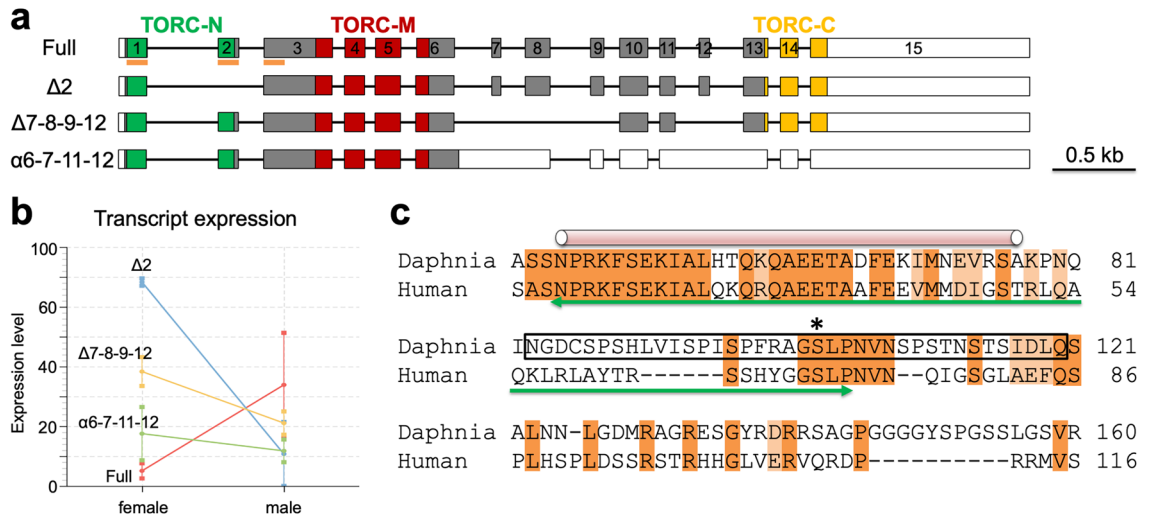 a
TORC-N TORC-M TORC-C
Full 1 2 3 4 5 6 7 8 9 10 11 12 13 14 15
Δ2
Δ7-8-9-12
α6-7-11-12
0.5 kb
b
Transcript expression
Expression level
100
60
60
40
20
0
Δ2
Δ7-8-9-12
α6-7-11-12
Full
female male
c
Daphnia ASSNPRKFSEKIALHTQKQAEETADFEKIMNEVRSAKPNQ 81
Human SASNPRKFSEKIALQKQRQAEETAAFEEVMMDIGSTRLQA 54
*
Daphnia INGDCSPSHLVISPISPFRAGSLPNVNSPSTNSTSIDLQS 121
Human QKLRLAYTR------SSHYGGSLPNVN--QIGSGLAEFQS 86
Daphnia ALNN-LGDMRAGRESGYRDRRSAGPGGGGYSPGSSLGSVR 160
Human PLHSPLDSSRSTRHHGLVERVQRDP----------RRMVS 116